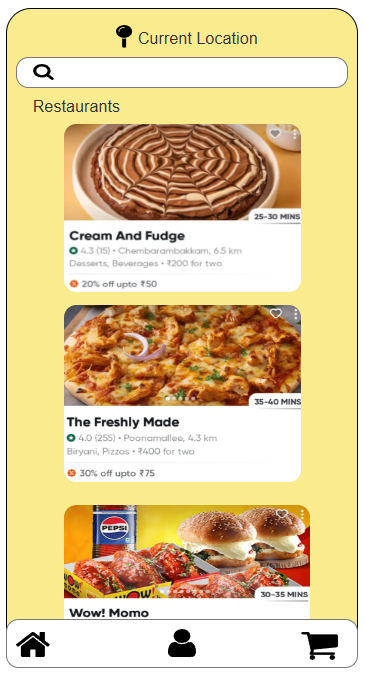 Current Location
Restaurants
25-30 MINS
Cream And Fudge
4.3 (15) • Chembarambakkam, 6.5 km
Desserts, Beverages • ₹200 for two
20% off upto ₹50
35-40 MINS
The Freshly Made
4.0 (255) • Poonamallee, 4.3 km
Biryani, Pizzas • ₹400 for two
30% off upto ₹75
PEPSI
WOW
30-35 MINS
Wow! Momo